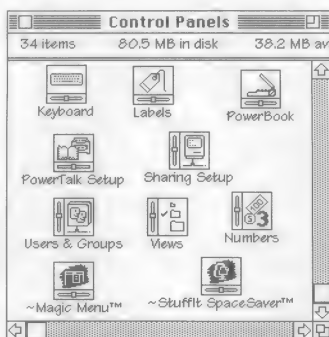 Control Panels
34 items 80.5 MB in disk 38.2 MB av
Keyboard Labels PowerBook
PowerTalk Setup Sharing Setup
Users & Groups Views Numbers
~Magic Menu™ ~StuffIt SpaceSaver™